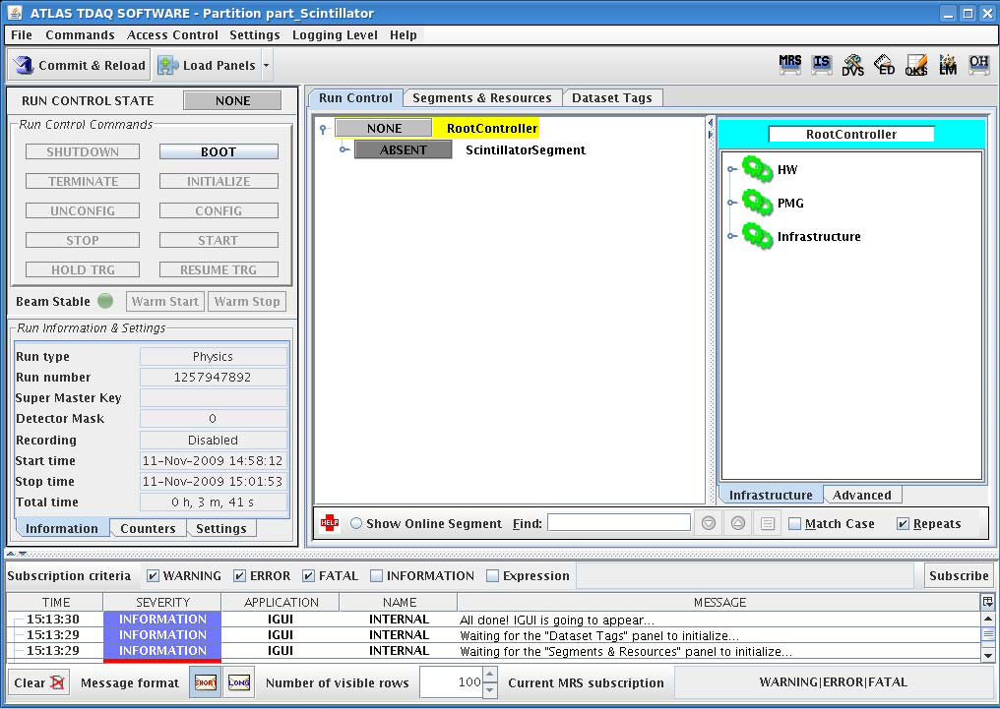 ATLAS TDAQ SOFTWARE - Partition part_Scintillator
File Commands Access Control Settings Logging Level Help
Commit & Reload Load Panels MRS IS DVS ED OKS LM OH
RUN CONTROL STATE NONE
Run Control Commands
SHUTDOWN BOOT
TERMINATE INITIALIZE
UNCONFIG CONFIG
STOP START
HOLD TRG RESUME TRG
Beam Stable Warm Start Warm Stop
Run Information & Settings
Run type Physics
Run number 1257947892
Super Master Key
Detector Mask 0
Recording Disabled
Start time 11-Nov-2009 14:58:12
Stop time 11-Nov-2009 15:01:53
Total time 0 h, 3 m, 41 s
Information Counters Settings
Run Control Segments & Resources Dataset Tags
NONE RootController
ABSENT ScintillatorSegment
RootController
HW
PMG
Infrastructure
Infrastructure Advanced
HELP Show Online Segment Find: Match Case Repeats
Subscription criteria WARNING ERROR FATAL INFORMATION Expression Subscribe
TIME SEVERITY APPLICATION NAME MESSAGE
15:13:30 INFORMATION IGUI INTERNAL All done! IGUI is going to appear...
15:13:29 INFORMATION IGUI INTERNAL Waiting for the "Dataset Tags" panel to initialize...
15:13:29 INFORMATION IGUI INTERNAL Waiting for the "Segments & Resources" panel to initialize...
Clear Message format SHORT LONG Number of visible rows 100 Current MRS subscription WARNING|ERROR|FATAL